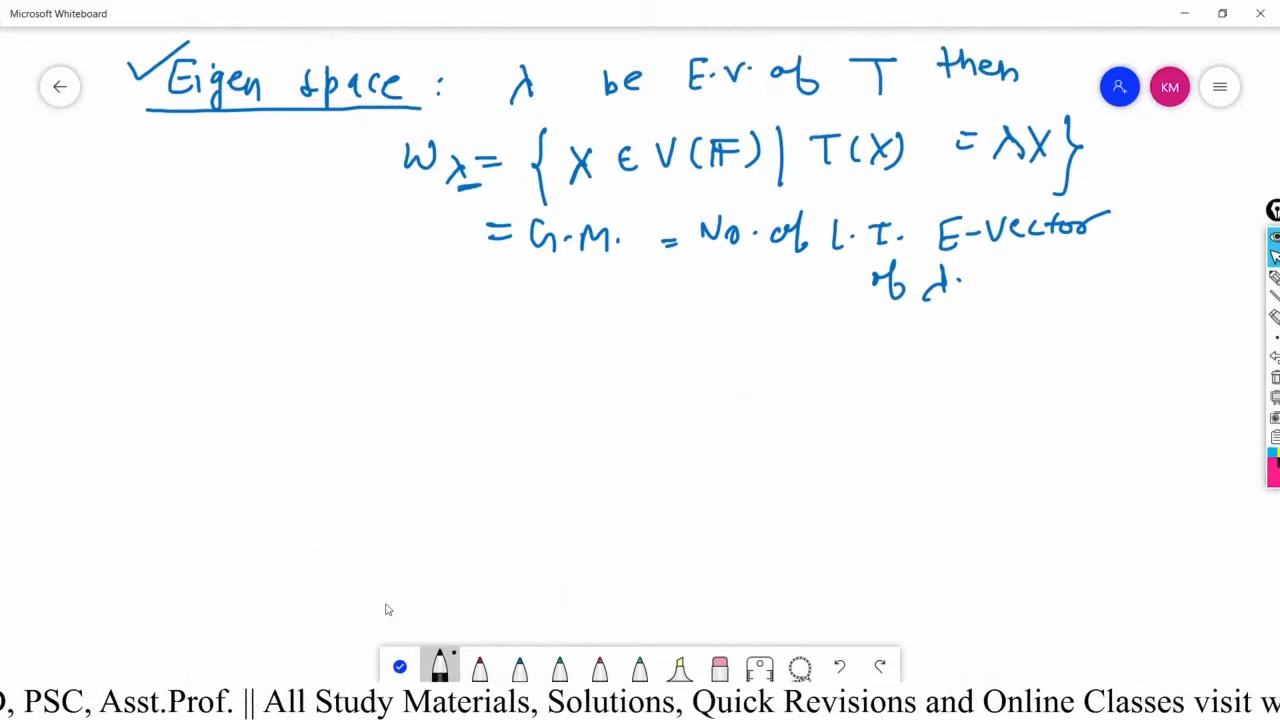 Microsoft Whiteboard
Eigen space : λ be E.V. of T then
KM
W_λ = { X ∈ V(𝔽) | T(X) = λX }
= G.M. = No. of L.I. E-vector
of λ.
), PSC, Asst.Prof. || All Study Materials, Solutions, Quick Revisions and Online Classes visit w